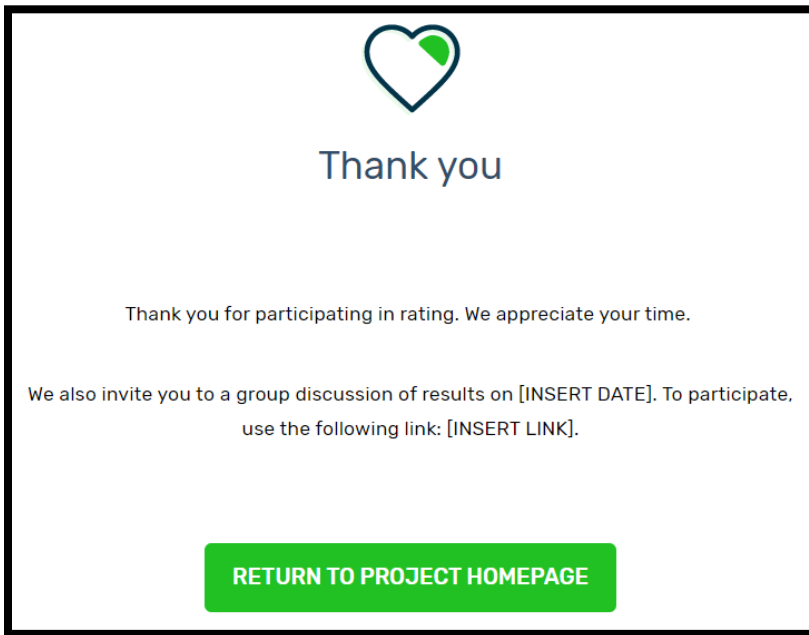 Thank you
Thank you for participating in rating. We appreciate your time.
We also invite you to a group discussion of results on [INSERT DATE]. To participate,
use the following link: [INSERT LINK].
RETURN TO PROJECT HOMEPAGE